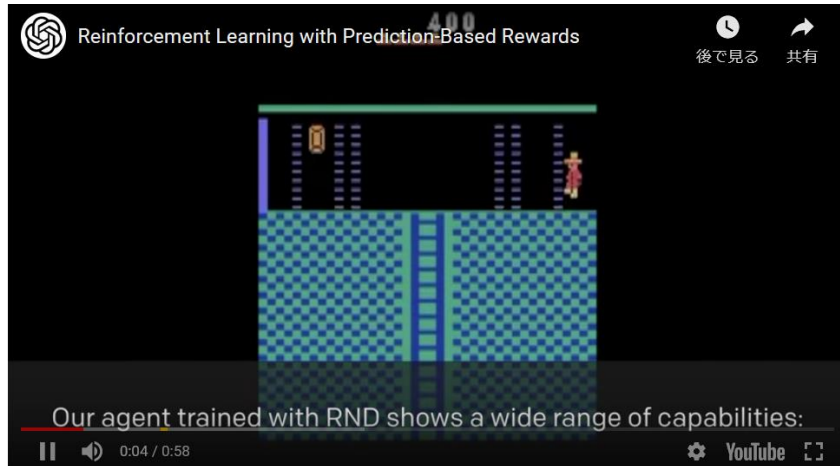 400
Reinforcement Learning with Prediction-Based Rewards
後で見る
共有
Our agent trained with RND shows a wide range of capabilities:
0:04 / 0:58
YouTube